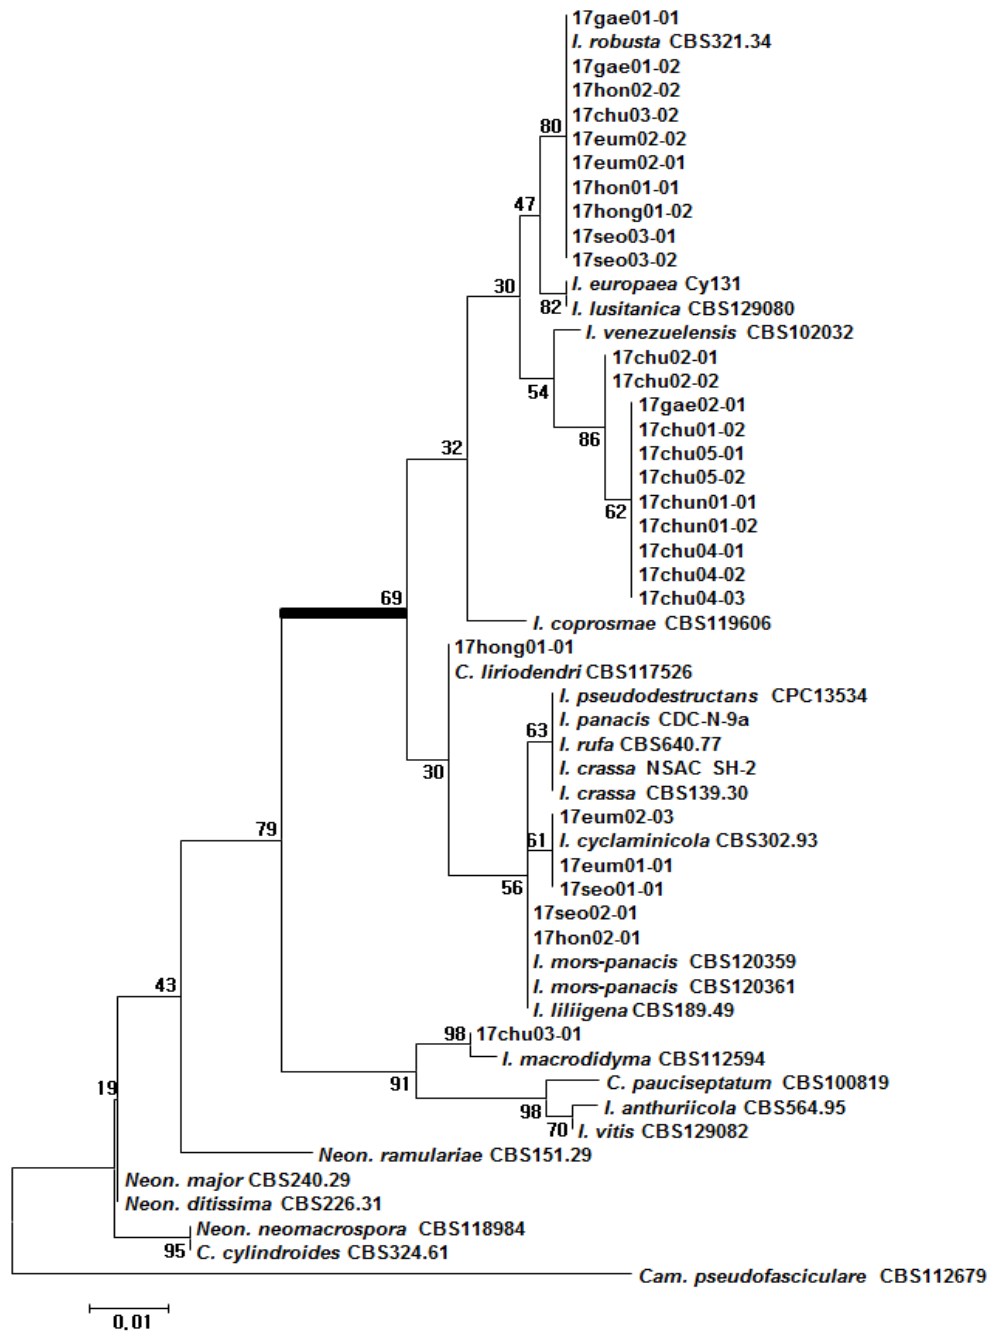 17gae01-01
I. robusta CBS321.34
17gae01-02
17hon02-02
17chu03-02
80
17eum02-02
17eum02-01
17hon01-01
47
17hong01-02
17seo03-01
17seo03-02
30
I. europaea Cy131
82
I. lusitanica CBS129080
I. venezuelensis CBS102032
17chu02-01
17chu02-02
54
17gae02-01
17chu01-02
86
32
17chu05-01
17chu05-02
17chun01-01
62
17chun01-02
17chu04-01
17chu04-02
69
17chu04-03
I. coprosmae CBS119606
17hong01-01
C. liriodendri CBS117526
I. pseudodestructans CPC13534
I. panacis CDC-N-9a
63
I. rufa CBS640.77
30
I. crassa NSAC SH-2
I. crassa CBS139.30
17eum02-03
79
61
I. cyclaminicola CBS302.93
17eum01-01
56
17seo01-01
17seo02-01
17hon02-01
I. mors-panacis CBS120359
43
I. mors-panacis CBS120361
I. liliigena CBS189.49
98
17chu03-01
I. macrodidyma CBS112594
91
C. pauciseptatum CBS100819
19
98
I. anthuriicola CBS564.95
70
I. vitis CBS129082
Neon. ramulariae CBS151.29
Neon. major CBS240.29
Neon. ditissima CBS226.31
Neon. neomacrospora CBS118984
95
C. cylindroides CBS324.61
Cam. pseudofasciculare CBS112679
0.01